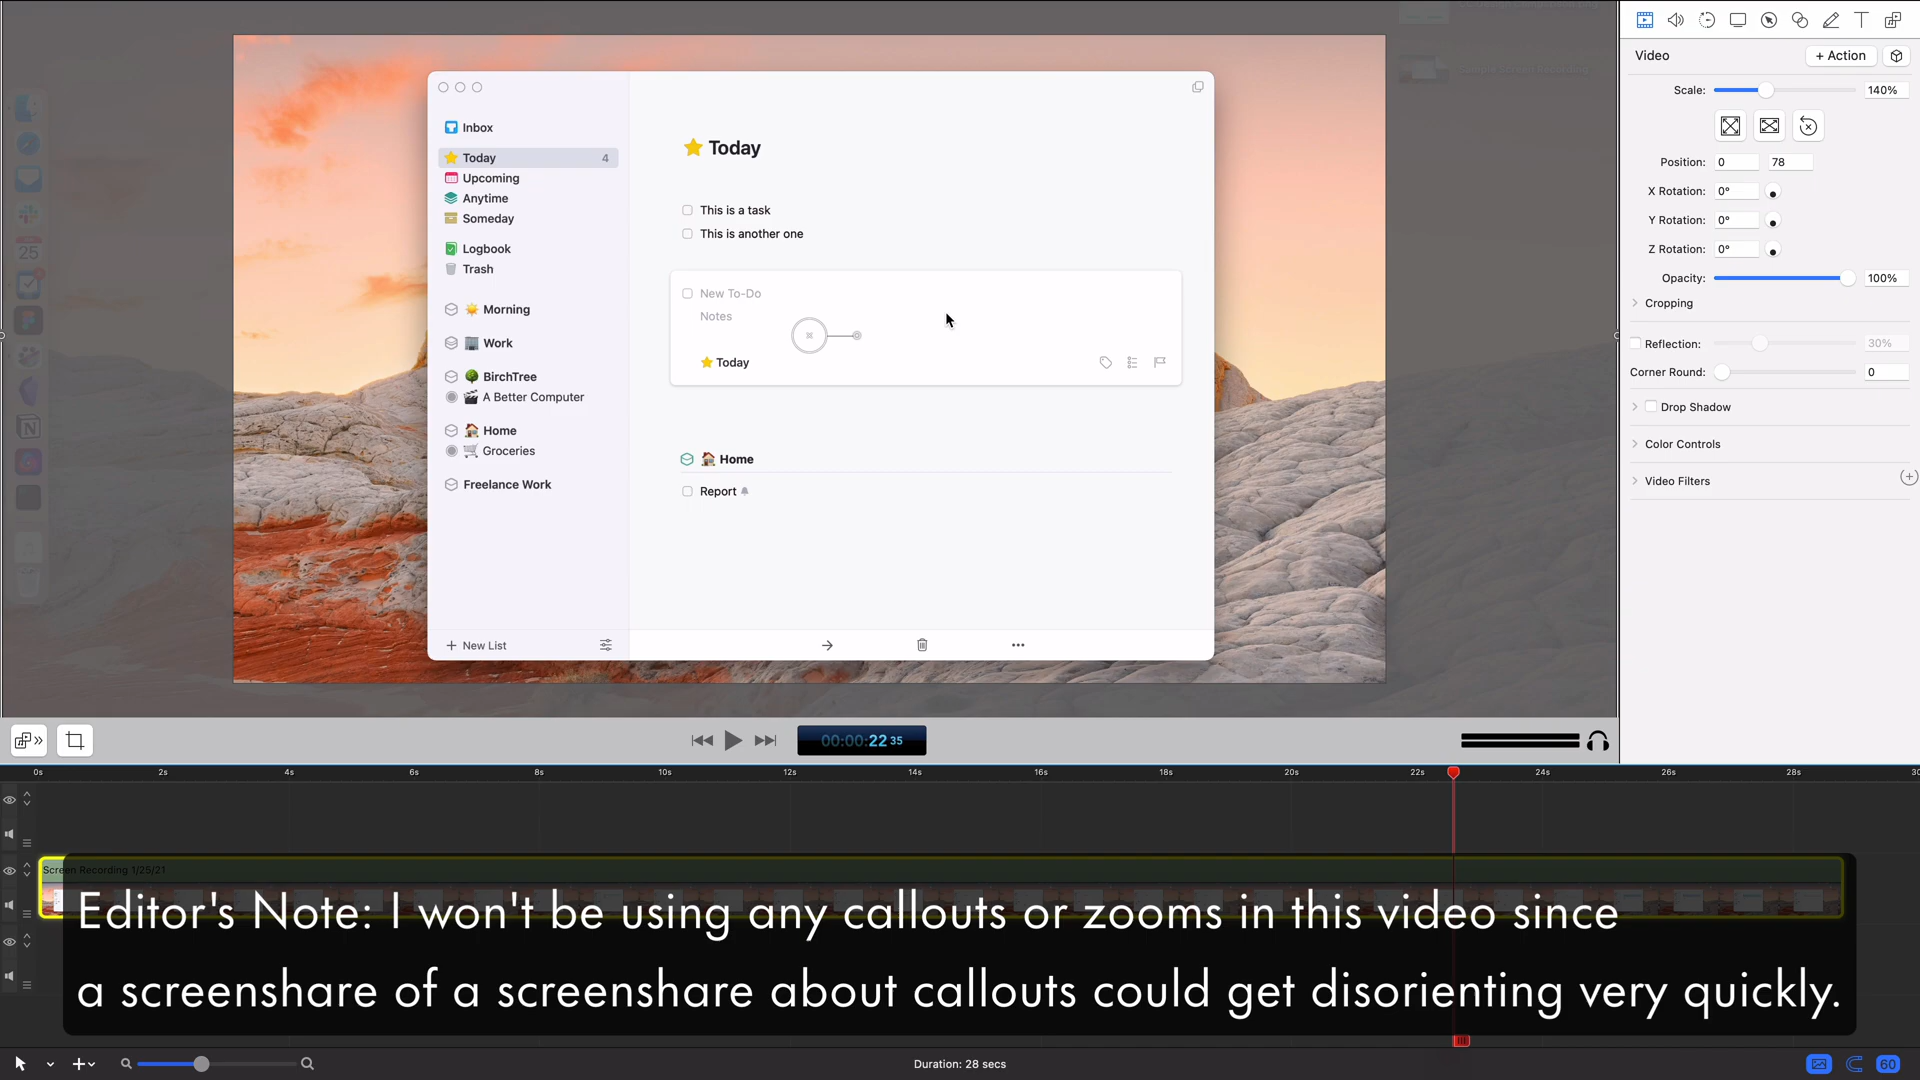 Video
+ Action
Scale:
140%
Position:
0
78
X Rotation:
0°
Y Rotation:
0°
Z Rotation:
0°
Opacity:
100%
Cropping
Reflection:
30%
Corner Round:
0
Drop Shadow
Color Controls
Video Filters
Inbox
Today
4
Upcoming
Anytime
Someday
Logbook
Trash
Morning
Work
BirchTree
A Better Computer
Home
Groceries
Freelance Work
+ New List
Today
This is a task
This is another one
New To-Do
Notes
Today
Home
Report
25
00:00:22 35
0s
2s
4s
6s
8s
10s
12s
14s
16s
18s
20s
22s
24s
26s
28s
30
Screen Recording 1/25/21
Editor's Note: I won't be using any callouts or zooms in this video since
a screenshare of a screenshare about callouts could get disorienting very quickly.
Duration: 28 secs
60